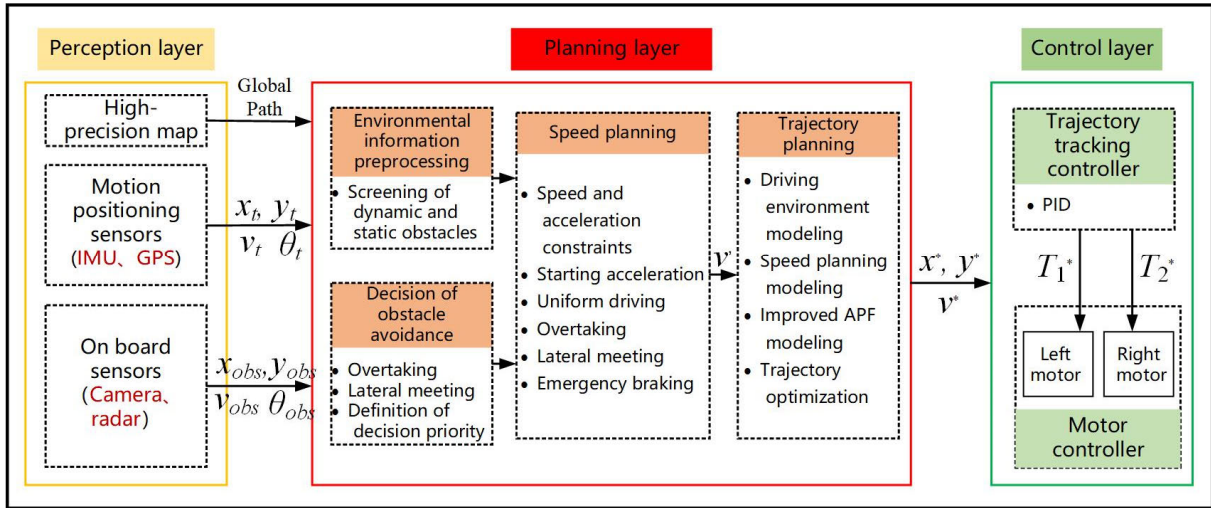 Perception layer
Planning layer
Control layer
High-
precision map
Global
Path
Motion
positioning
sensors
(IMU、GPS)
x_t, y_t
v_t θ_t
On board
sensors
(Camera、
radar)
x_obs, y_obs
v_obs θ_obs
Environmental
information
preprocessing
• Screening of
dynamic and
static obstacles
Decision of
obstacle
avoidance
• Overtaking
• Lateral meeting
• Definition of
decision priority
Speed planning
• Speed and
acceleration
constraints
• Starting acceleration
• Uniform driving
• Overtaking
• Lateral meeting
• Emergency braking
v'
Trajectory
planning
• Driving
environment
modeling
• Speed planning
modeling
• Improved APF
modeling
• Trajectory
optimization
x*, y*
v*
Trajectory
tracking
controller
• PID
T_1* T_2*
Left
motor
Right
motor
Motor
controller